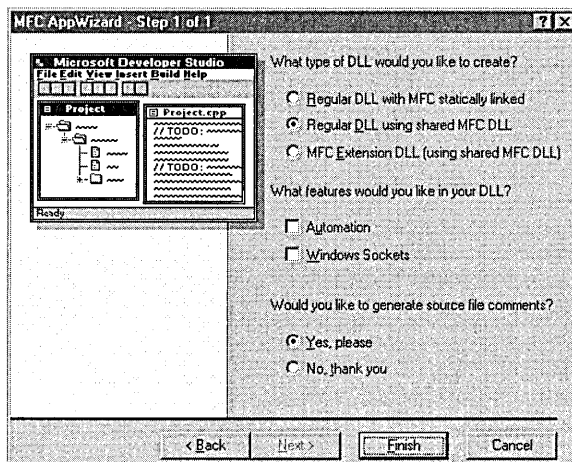 MFC AppWizard - Step 1 of 1
Microsoft Developer Studio
File Edit View Insert Build Help
Project
Project.cpp
// TODO:
// TODO:
Ready
What type of DLL would you like to create?
Regular DLL with MFC statically linked
Regular DLL using shared MFC DLL
MFC Extension DLL (using shared MFC DLL)
What features would you like in your DLL?
Automation
Windows Sockets
Would you like to generate source file comments?
Yes, please
No, thank you
< Back
Next >
Finish
Cancel